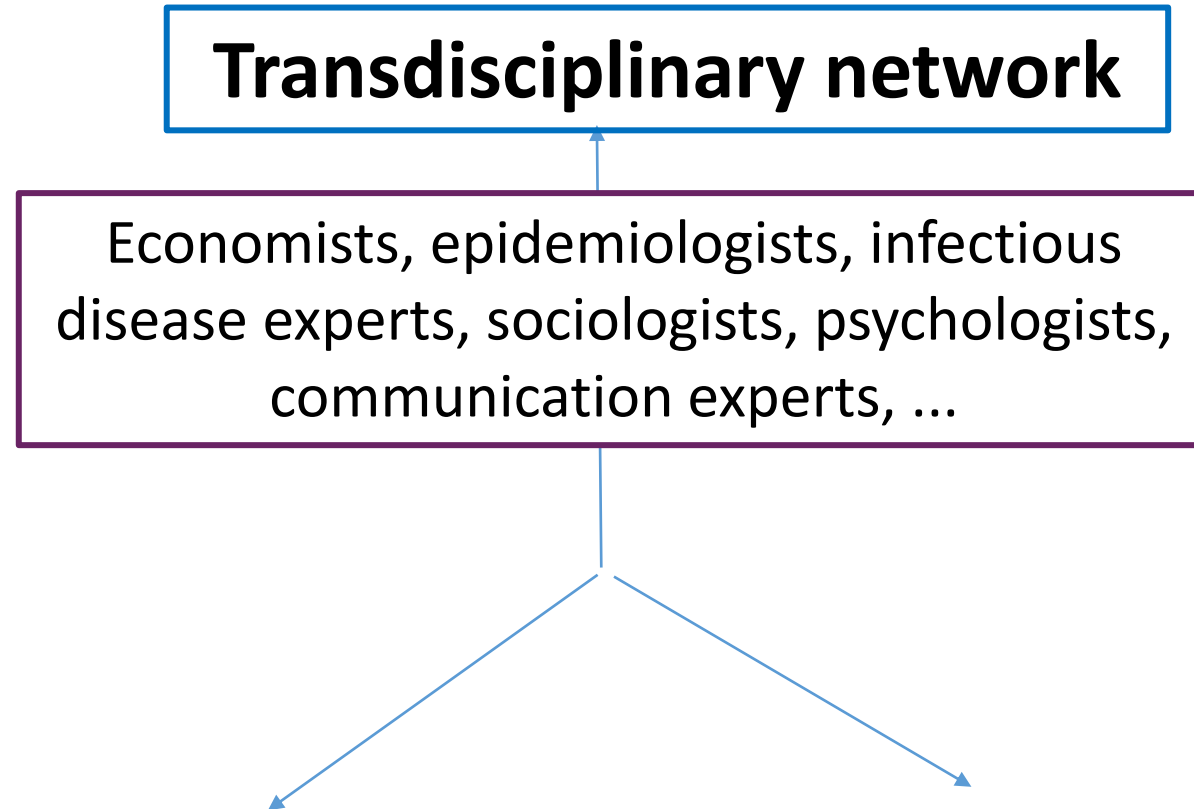 Transdisciplinary network
Economists, epidemiologists, infectious
disease experts, sociologists, psychologists,
communication experts, ...